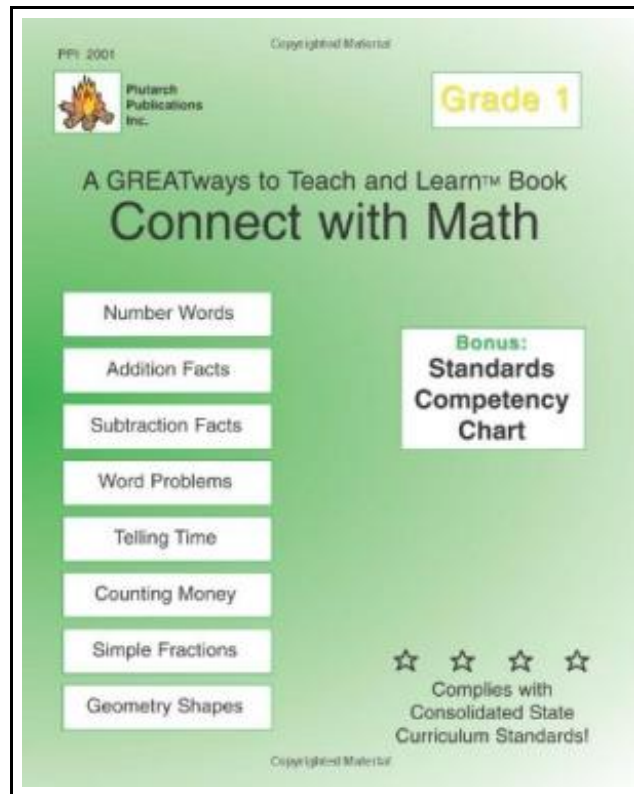 Copyrighted Material
PPI 2001
Plutarch
Publications
Inc.
Grade 1
A GREATways to Teach and Learn™ Book
Connect with Math
Number Words
Addition Facts
Subtraction Facts
Word Problems
Telling Time
Counting Money
Simple Fractions
Geometry Shapes
Bonus:
Standards
Competency
Chart
Complies with
Consolidated State
Curriculum Standards!
Copyrighted Material